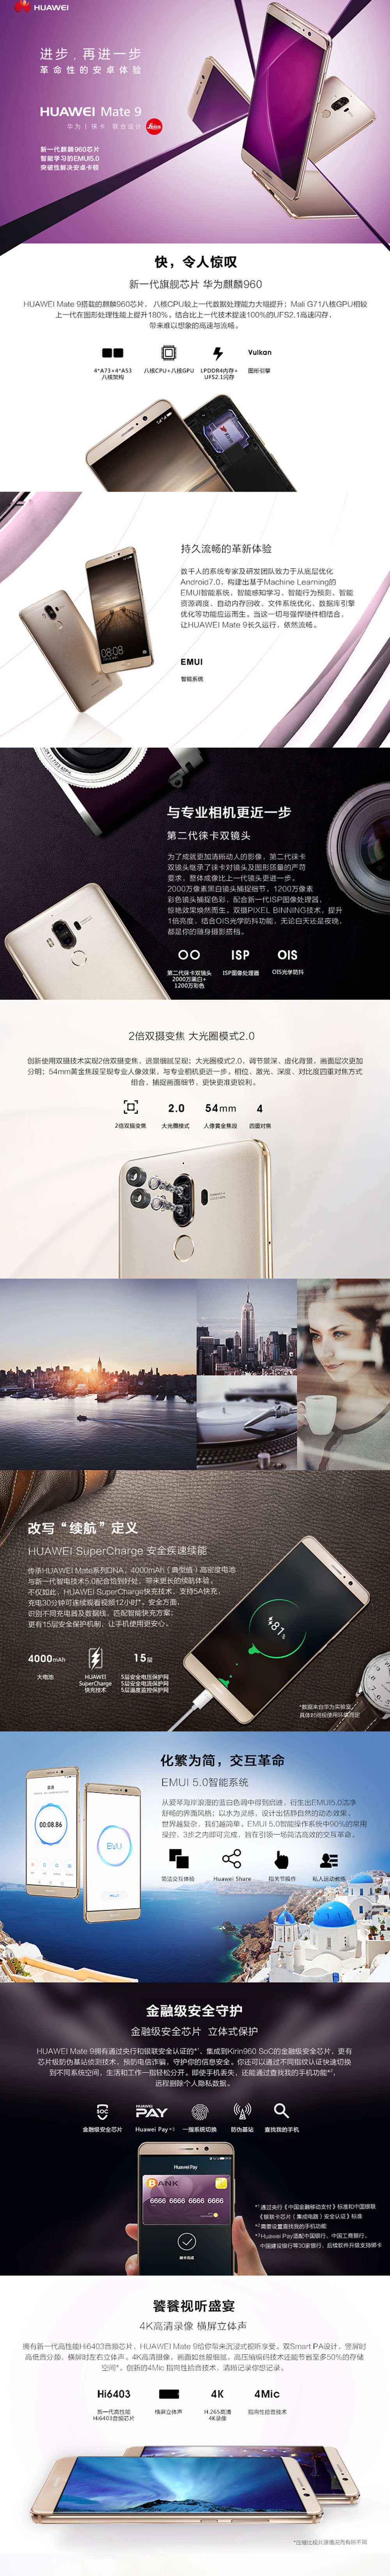 HUAWEI
进步，再进一步
革命性的安卓体验
HUAWEI Mate 9
华为 | 徕卡 联合设计
Leica
新一代麒麟960芯片
智能学习的EMUI5.0
突破性解决安卓卡顿
快，令人惊叹
新一代旗舰芯片 华为麒麟960
HUAWEI Mate 9搭载的麒麟960芯片，八核CPU较上一代数据处理能力大幅提升；Mali G71八核GPU相较
上一代在图形处理性能上提升180%。结合比上一代技术提速100%的UFS2.1高速闪存，
带来难以想象的高速与流畅。
Vulkan
4*A73+4*A53
八核架构
八核CPU+八核GPU
LPDDR4内存+
UFS2.1闪存
图形引擎
持久流畅的革新体验
数千人的系统专家及研发团队致力于从底层优化
Android7.0，构建出基于Machine Learning的
EMUI智能系统，智能感知学习、智能行为预测、智能
资源调度、自动内存回收、文件系统优化、数据库引擎
优化等功能应运而生。当这一切与强悍硬件相结合，
让HUAWEI Mate 9长久运行，依然流畅。
08:08
EMUI
智能系统
与专业相机更近一步
第二代徕卡双镜头
为了成就更加清晰动人的影像，第二代徕卡
双镜头继承了徕卡对镜头及图形质量的严苛
要求，整体成像比上一代镜头更进一步。
2000万像素黑白镜头捕捉细节，1200万像素
彩色镜头捕捉色彩，配合新一代ISP图像处理器，
惊艳效果焕然而生。双摄PIXEL BINNING技术，提升
1倍亮度，结合OIS光学防抖功能，无论白天还是夜晚，
都是你的随身摄影搭档。
ISP
OIS
第二代徕卡双镜头
2000万黑白+
1200万彩色
ISP图像处理器
OIS光学防抖
2倍双摄变焦 大光圈模式2.0
创新使用双摄技术实现2倍双摄变焦，远景细腻呈现；大光圈模式2.0，调节景深、虚化背景，画面层次更加
分明；54mm黄金焦段呈现专业人像效果，与专业相机更近一步。相位、激光、深度、对比度四重对焦方式
组合，捕捉画面细节，更快更准更锐利。
2.0
54mm
4
2倍双摄变焦
大光圈模式
人像黄金焦段
四重对焦
改写“续航”定义
HUAWEI SuperCharge 安全疾速续能
传承HUAWEI Mate系列DNA，4000mAh（典型值）高密度电池
与新一代智电技术5.0配合恰到好处，带来更长的续航体验。
不仅如此，HUAWEI SuperCharge快充技术，支持5A快充，
充电30分钟可连续观看视频12小时*。安全方面，
识别不同充电器及数据线，匹配智能快充方案，
更有15层安全保护机制，让手机使用更安心。
81%
4000mAh
15层
大电池
HUAWEI
SuperCharge
快充技术
5层安全电压保护网
5层安全电流保护网
5层温度监控保护网
*数据来自华为实验室，
具体时间视使用环境而定
化繁为简，交互革命
EMUI 5.0智能系统
从爱琴海岸浪漫的蓝白色调中得到启迪，衍生出EMUI5.0洁净
舒畅的界面风格；以水为灵感，设计出恬静自然的动态效果。
世界越复杂，我们越简单，EMUI 5.0智能操作系统中90%的常用
操控，3步之内即可完成，旨在引领一场简洁高效的交互革命。
00:08.86
EMUI
简洁交互体验
Huawei Share
指关节操作
私人运动教练
金融级安全守护
金融级安全芯片 立体式保护
HUAWEI Mate 9拥有通过央行和银联安全认证的*1、集成到Kirin960 SoC的金融级安全芯片，更有
芯片级防伪基站侦测技术，预防电信诈骗，守护你的信息安全。你还可以通过不同指纹认证快速切换
到不同系统空间，生活和工作一指轻松分开。即使手机丢失，还能通过查找我的手机功能*2，
远程删除个人隐私数据。
SOC
HUAWEI
PAY
金融级安全芯片
Huawei Pay*3
一指系统切换
防伪基站
查找我的手机
Huawei Pay
BANK
6666 6666 6666 6666
*1 通过央行《中国金融移动支付》标准和中国银联
《银联卡芯片（集成电路）安全认证》标准
*2 需要设置查找我的手机功能
*3 Huawei Pay适配中国银行、中国工商银行、
中国建设银行等30家银行，后续软件升级支持绑卡
饕餮视听盛宴
4K高清录像 横屏立体声
拥有新一代高性能Hi6403音频芯片，HUAWEI Mate 9给你带来沉浸式视听享受。双Smart PA设计，竖屏时
高低音分频，横屏时左右立体声。4K高清摄像，画面如丝般细腻，高压缩编码技术还能节省至多50%的存储
空间*。创新的4Mic 指向性拾音技术，清晰记录你想记录。
Hi6403
4K
4Mic
新一代高性能
Hi6403音频芯片
横屏立体声
H.265高清
4K录像
指向性拾音技术
*压缩比视片源情况而有所不同